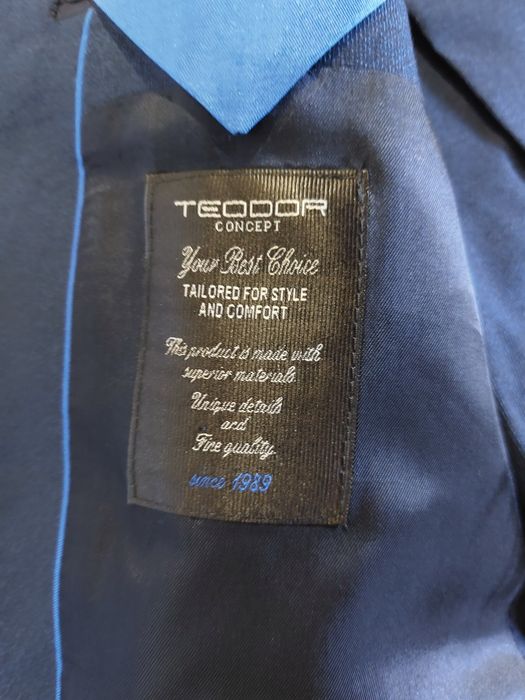 TEODOR
CONCEPT
Your Best Choice
TAILORED FOR STYLE
AND COMFORT
This product is made with
superior materials.
Unique details
and
Fine quality.
since 1989